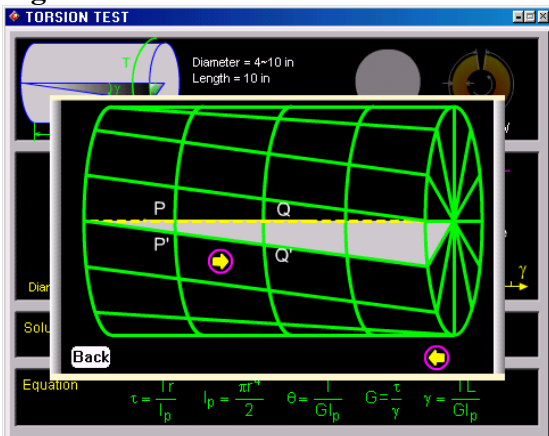 TORSION TEST
T
Diameter = 4~10 in
Length = 10 in
γ
P Q
P' Q'
γ
Back
Equation
τ = Tr/Iₚ Iₚ = πr⁴/2 θ = T/GIₚ G = τ/γ γ = TL/GIₚ